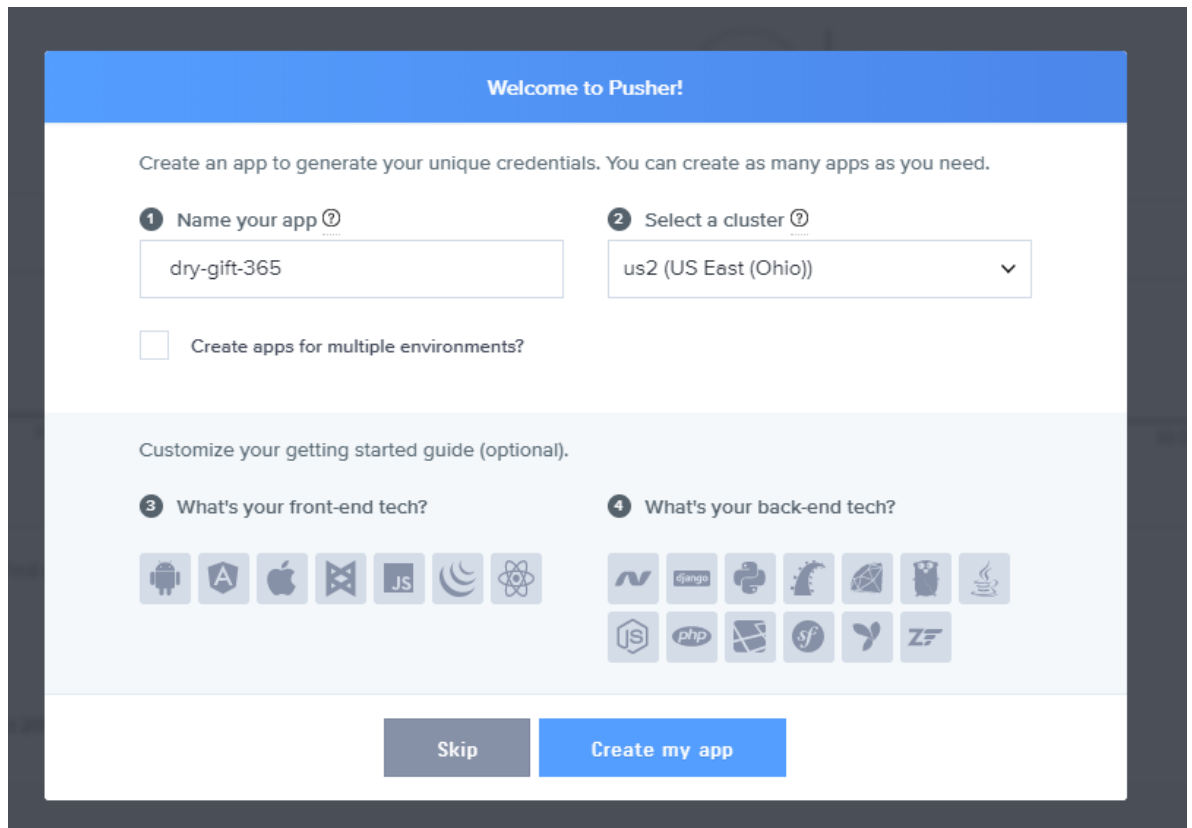 Welcome to Pusher!
Create an app to generate your unique credentials. You can create as many apps as you need.
1 Name your app ?
2 Select a cluster ?
dry-gift-365
us2 (US East (Ohio))
Create apps for multiple environments?
Customize your getting started guide (optional).
3 What's your front-end tech?
4 What's your back-end tech?
A
JS
django
JS
php
sf
ZF
Skip
Create my app